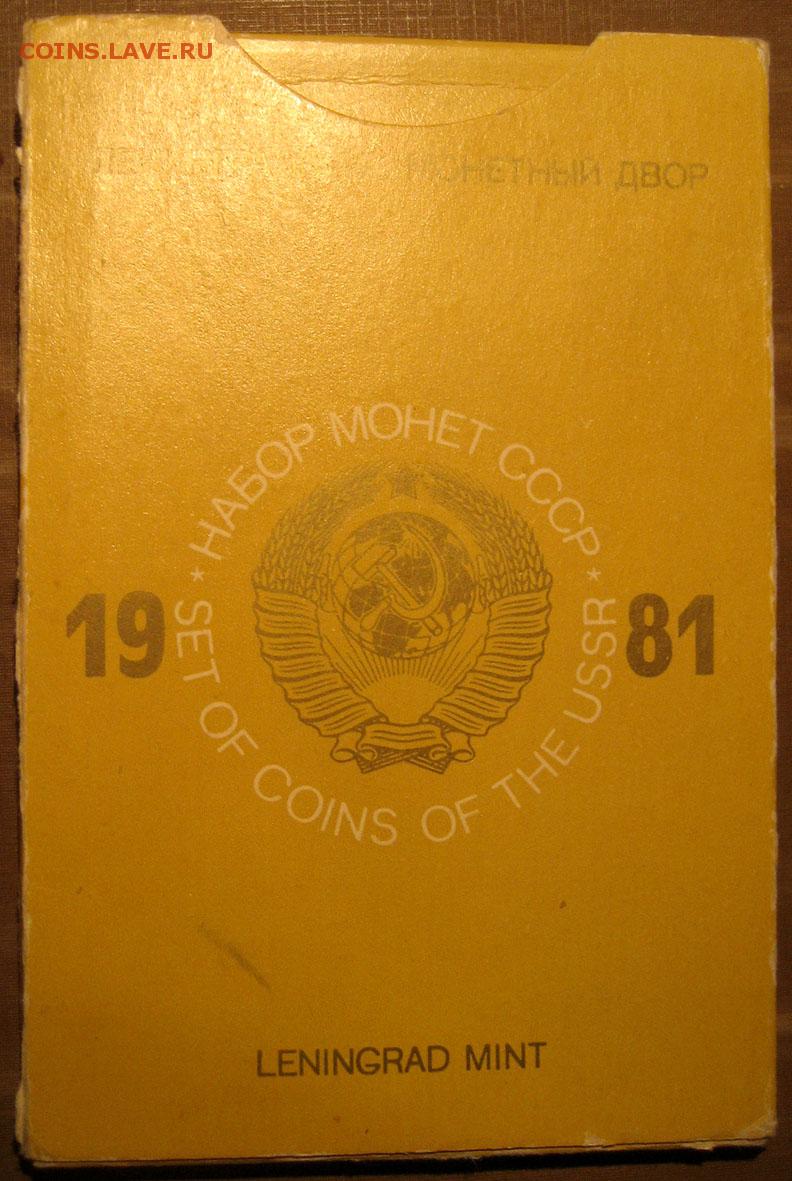 COINS.LAVE.RU
МОНЕТНЫЙ ДВОР
* НАБОР МОНЕТ СССР *
19 81
SET OF COINS OF THE USSR
LENINGRAD MINT